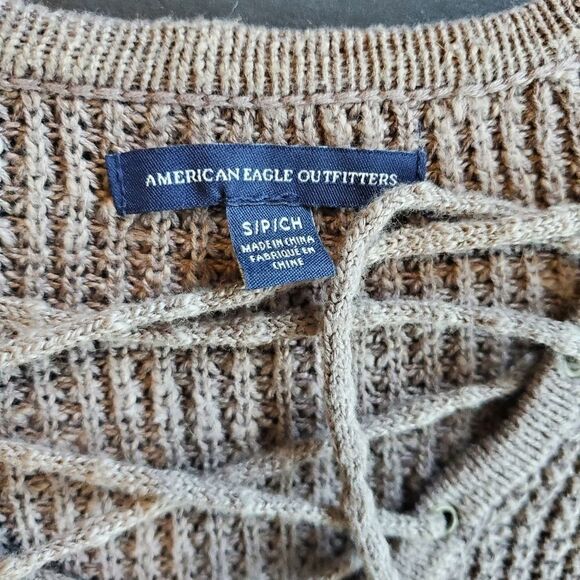 AMERICAN EAGLE OUTFITTERS
S/P/CH
MADE IN CHINA
FABRIQUÉ EN
CHINE